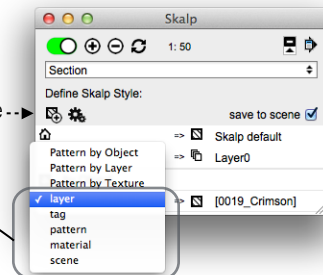 Skalp
1: 50
Section
Define Skalp Style:
save to scene
=> Skalp default
=> Layer0
Pattern by Object
Pattern by Layer
Pattern by Texture
✓ layer
=> [0019_Crimson]
tag
pattern
material
scene